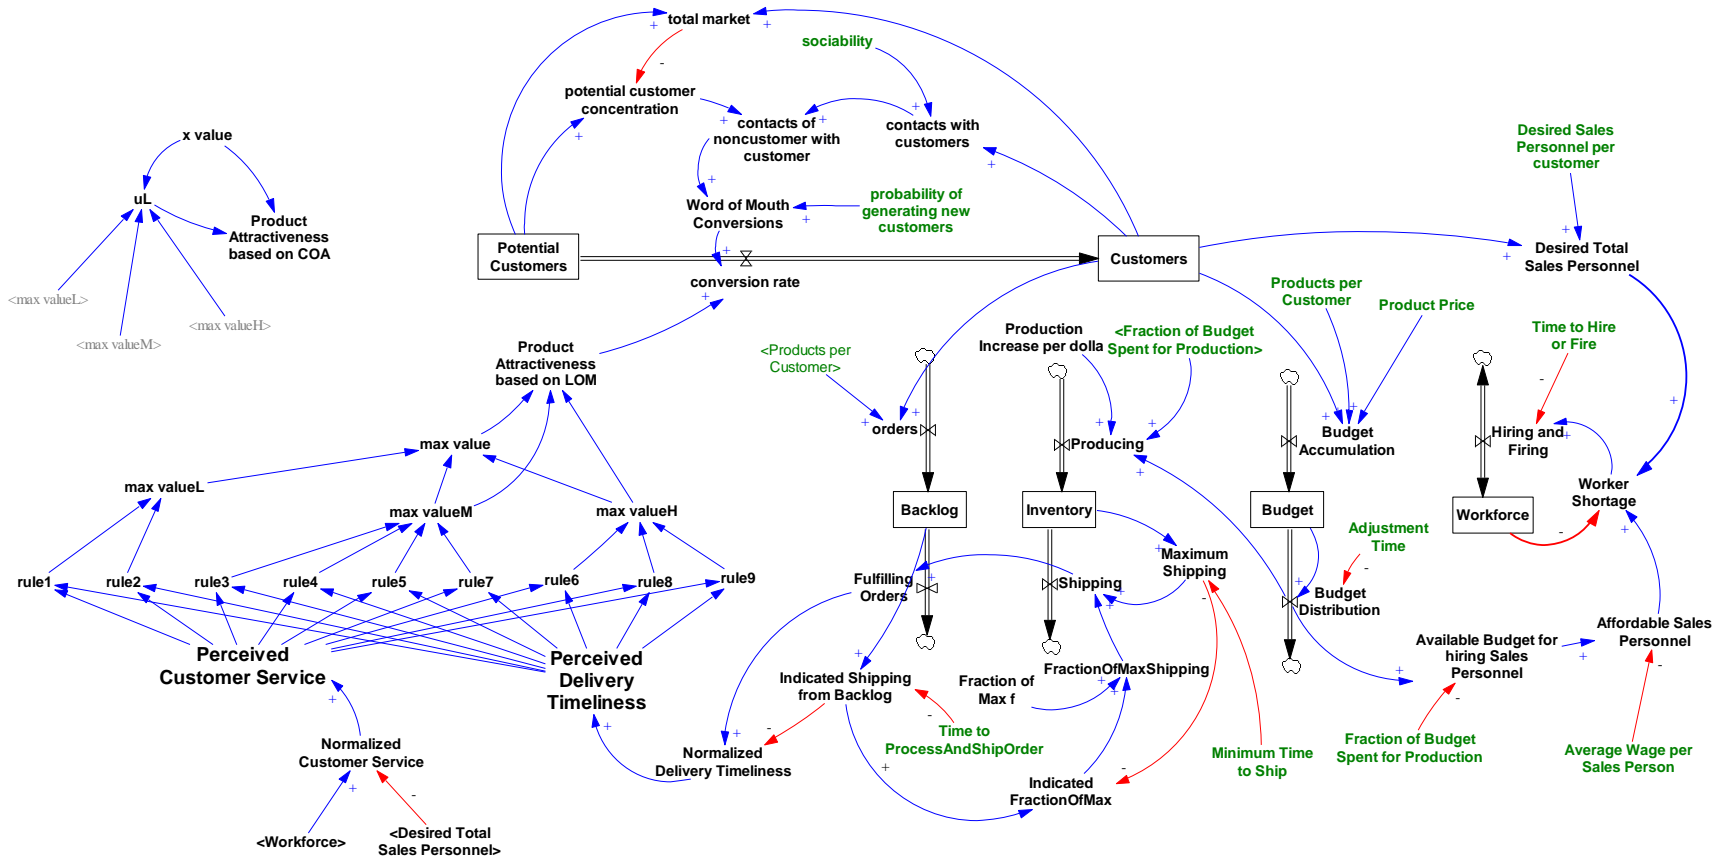 total market
sociability
potential customer
concentration
contacts of
noncustomer with
customer
contacts with
customers
x value
uL
Product
Attractiveness
based on COA
<max valueL>
<max valueM>
<max valueH>
Word of Mouth
Conversions
probability of
generating new
customers
Desired Sales
Personnel per
customer
Potential
Customers
Customers
conversion rate
Desired Total
Sales Personnel
Products per
Customer
Product Price
Production
Increase per dolla
<Fraction of Budget
Spent for Production>
Time to Hire
or Fire
<Products per
Customer>
Product
Attractiveness
based on LOM
orders
Producing
Budget
Accumulation
Hiring and
Firing
max value
max valueL
max valueM
max valueH
Backlog
Inventory
Budget
Workforce
Worker
Shortage
Adjustment
Time
Maximum
Shipping
rule1
rule2
rule3
rule4
rule5
rule7
rule6
rule8
rule9
Fulfilling
Orders
Shipping
Budget
Distribution
Perceived
Customer Service
Perceived
Delivery
Timeliness
Indicated Shipping
from Backlog
FractionOfMaxShipping
Fraction of
Max f
Available Budget for
hiring Sales
Personnel
Affordable Sales
Personnel
Time to
ProcessAndShipOrder
Normalized
Customer Service
Normalized
Delivery Timeliness
Indicated
FractionOfMax
Minimum Time
to Ship
Fraction of Budget
Spent for Production
Average Wage per
Sales Person
<Workforce>
<Desired Total
Sales Personnel>